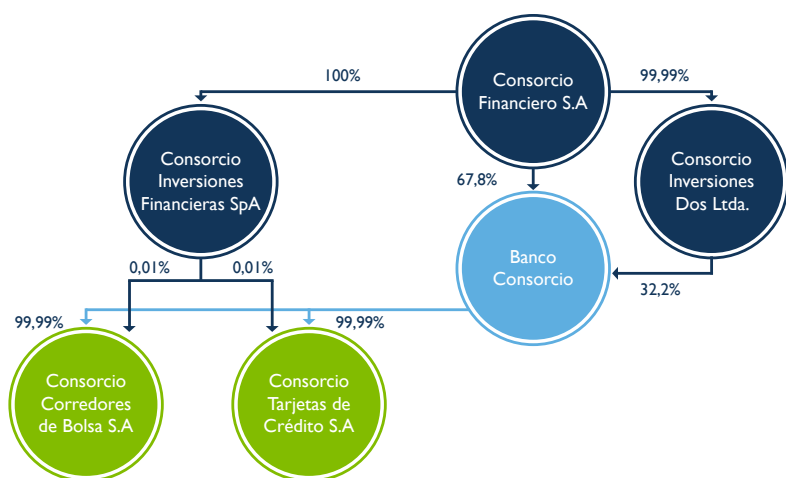 100%
Consorcio
Financiero S.A
99,99%
Consorcio
Inversiones
Financieras SpA
67,8%
Consorcio
Inversiones
Dos Ltda.
0,01%
0,01%
Banco
Consorcio
32,2%
99,99%
99,99%
Consorcio
Corredores
de Bolsa S.A
Consorcio
Tarjetas de
Crédito S.A